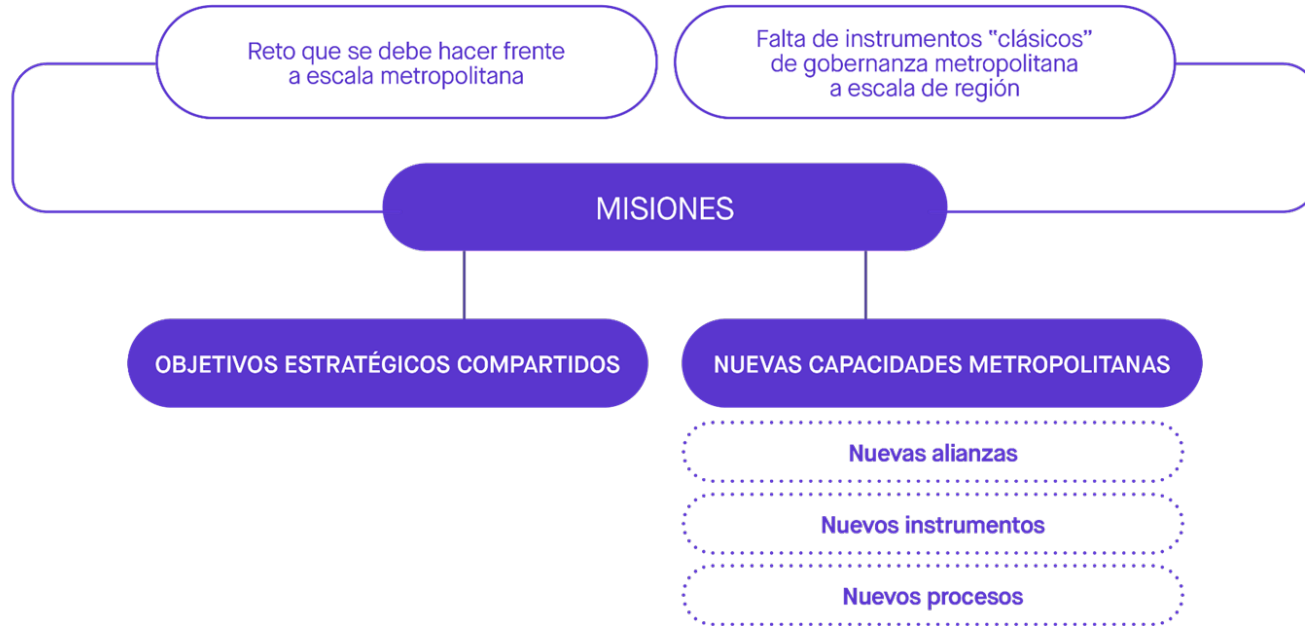 Reto que se debe hacer frente
a escala metropolitana
Falta de instrumentos "clásicos"
de gobernanza metropolitana
a escala de región
MISIONES
OBJETIVOS ESTRATÉGICOS COMPARTIDOS
NUEVAS CAPACIDADES METROPOLITANAS
Nuevas alianzas
Nuevos instrumentos
Nuevos procesos